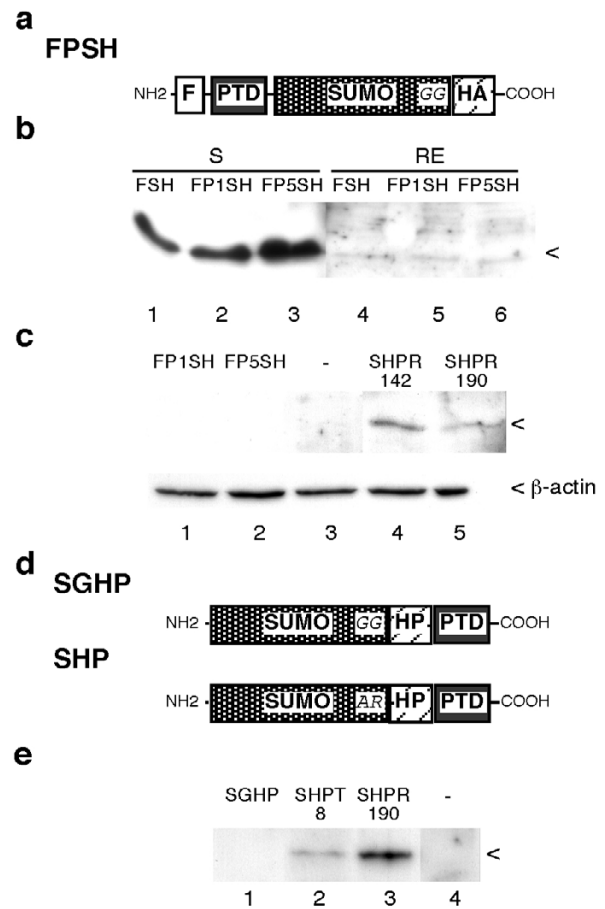 a
FPSH
NH2 F PTD SUMO GG HA COOH
b
S RE
FSH FP1SH FP5SH FSH FP1SH FP5SH
<
1 2 3 4 5 6
c
FP1SH FP5SH - SHPR SHPR
142 190
<
< β-actin
1 2 3 4 5
d
SGHP
NH2 SUMO GG HP PTD COOH
SHP
NH2 SUMO AR HP PTD COOH
e
SGHP SHPT SHPR -
8 190
<
1 2 3 4